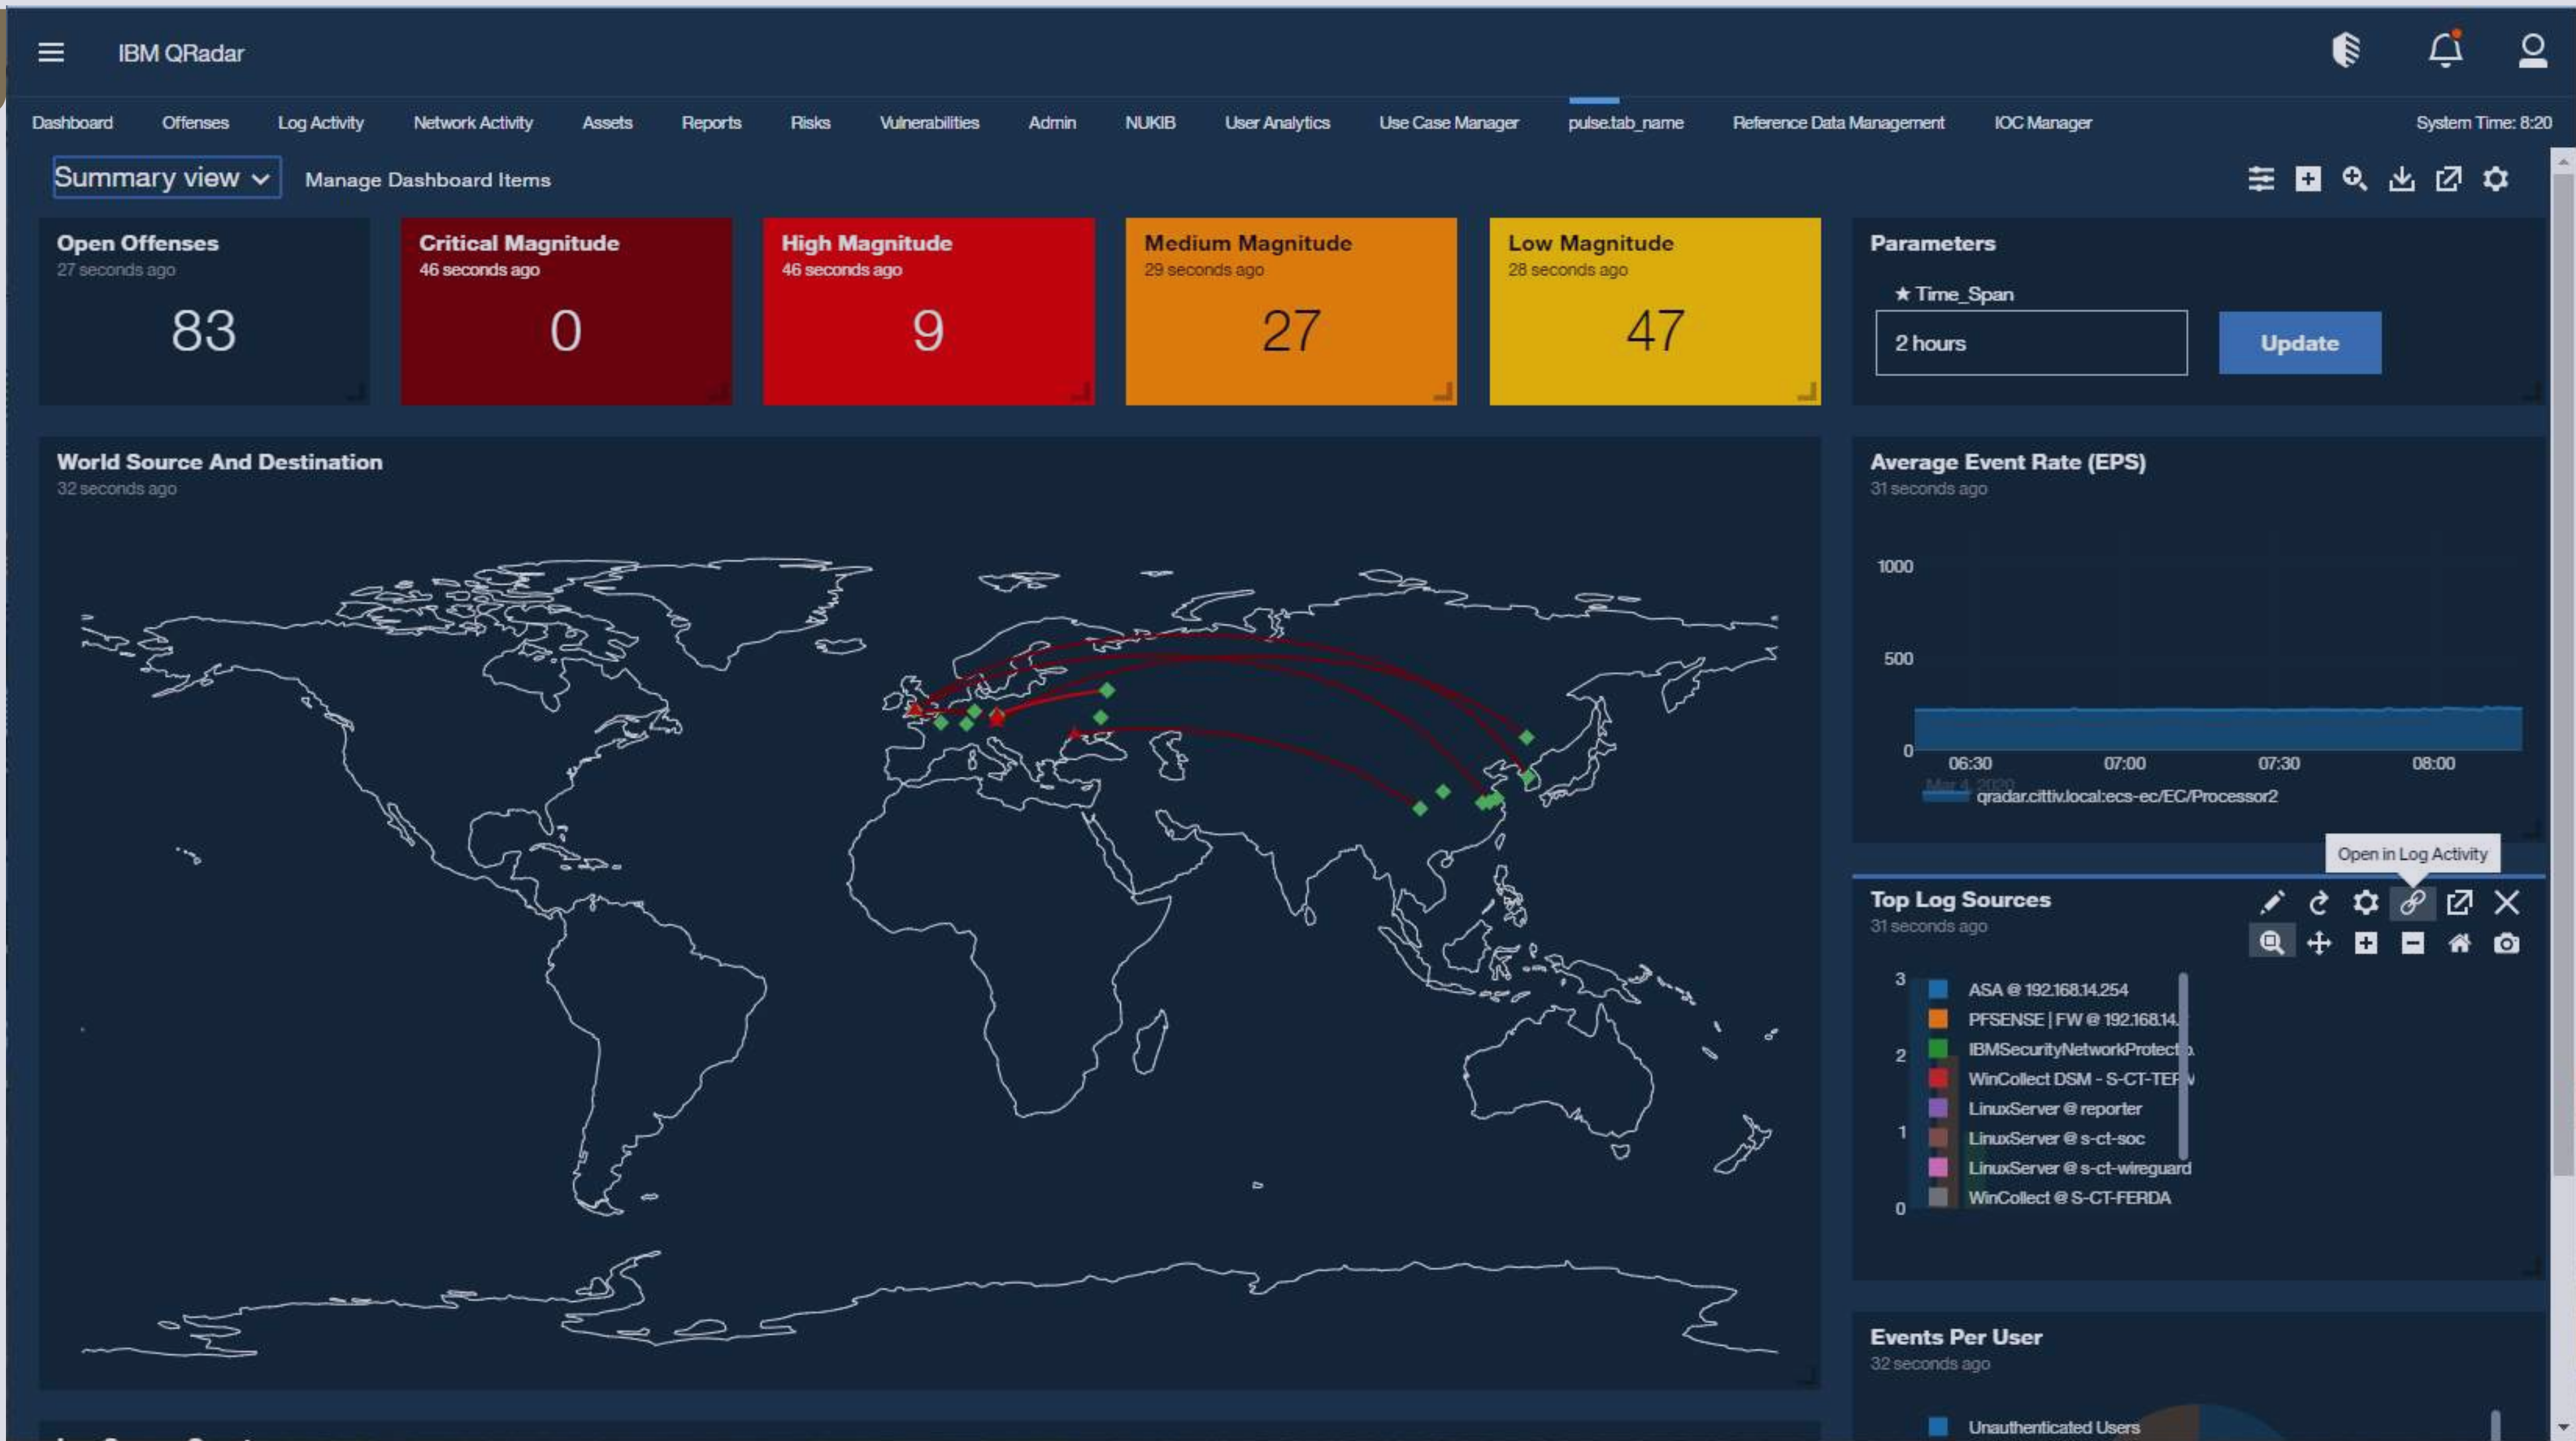 IBM QRadar
Dashboard Offenses Log Activity Network Activity Assets Reports Risks Vulnerabilities Admin NUKIB User Analytics Use Case Manager pulse.tab_name Reference Data Management IOC Manager System Time: 8:20
Summary view Manage Dashboard Items
Open Offenses
27 seconds ago
83
Critical Magnitude
46 seconds ago
0
High Magnitude
46 seconds ago
9
Medium Magnitude
29 seconds ago
27
Low Magnitude
28 seconds ago
47
Parameters
★ Time_Span
2 hours
Update
World Source And Destination
32 seconds ago
Average Event Rate (EPS)
31 seconds ago
1000
500
0
06:30 07:00 07:30 08:00
Mar 4, 2020
qradar.cittiv.local:ecs-ec/EC/Processor2
Open in Log Activity
Top Log Sources
31 seconds ago
3
2
1
0
ASA @ 192.168.14.254
PFSENSE | FW @ 192.168.14.
IBMSecurityNetworkProtect
WinCollect DSM - S-CT-TER
LinuxServer @ reporter
LinuxServer @ s-ct-soc
LinuxServer @ s-ct-wireguard
WinCollect @ S-CT-FERDA
Events Per User
32 seconds ago
Unauthenticated Users